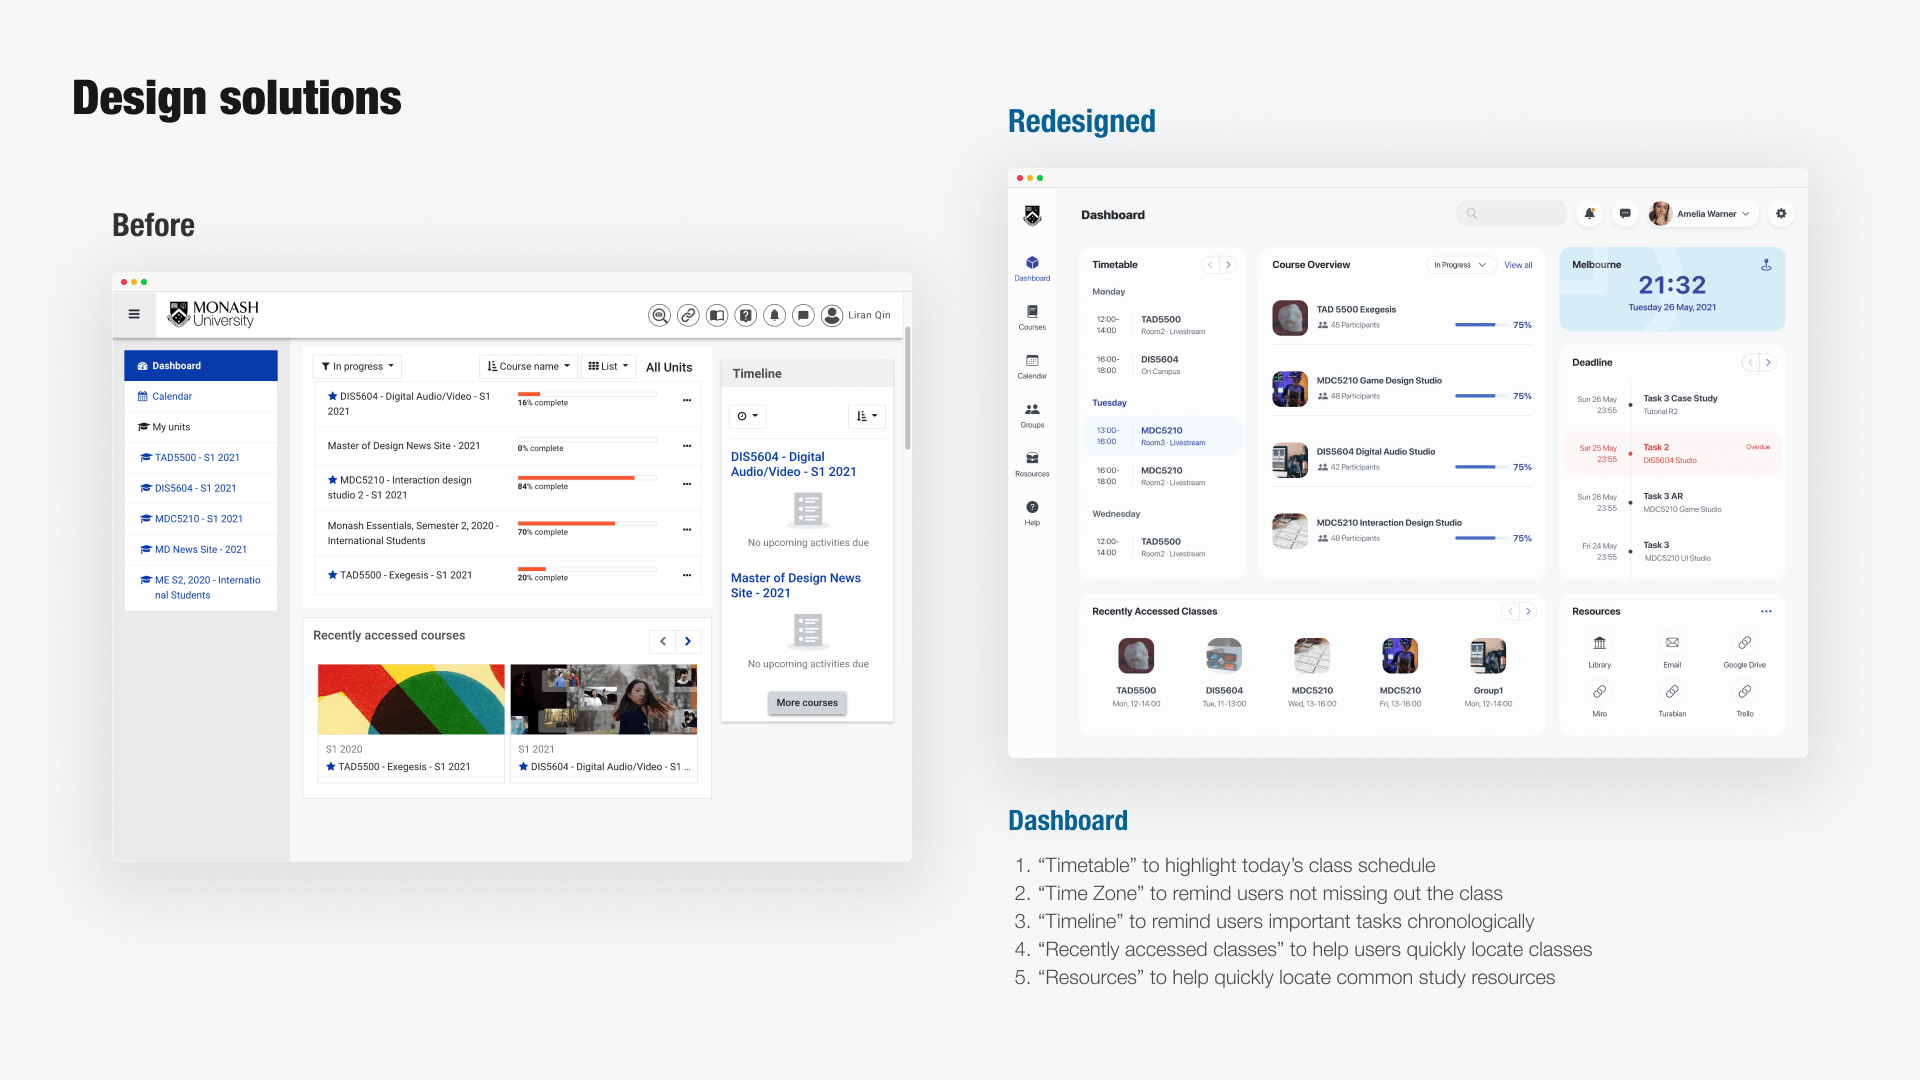 Design solutions
Before
MONASH
University
Liran Qin
Dashboard
Calendar
My units
TAD5500 - S1 2021
DIS5604 - S1 2021
MDC5210 - S1 2021
MD News Site - 2021
ME S2, 2020 - Internatio
nal Students
In progress
Course name
List
All Units
DIS5604 - Digital Audio/Video - S1
2021
16% complete
Master of Design News Site - 2021
0% complete
MDC5210 - Interaction design
studio 2 - S1 2021
84% complete
Monash Essentials, Semester 2, 2020 -
International Students
70% complete
TAD5500 - Exegesis - S1 2021
20% complete
Recently accessed courses
S1 2020
TAD5500 - Exegesis - S1 2021
S1 2021
DIS5604 - Digital Audio/Video - S1 ...
Timeline
DIS5604 - Digital
Audio/Video - S1 2021
No upcoming activities due
Master of Design News
Site - 2021
No upcoming activities due
More courses
Redesigned
Dashboard
Courses
Calendar
Groups
Resources
Help
Dashboard
Amelia Warner
Timetable
Monday
12:00-
14:00
TAD5500
Room2 · Livestream
16:00-
18:00
DIS5604
On Campus
Tuesday
13:00-
16:00
MDC5210
Room3 · Livestream
16:00-
18:00
MDC5210
Room2 · Livestream
Wednesday
12:00-
14:00
TAD5500
Room2 · Livestream
Course Overview
In Progress
View all
TAD 5500 Exegesis
45 Participants
75%
MDC5210 Game Design Studio
48 Participants
75%
DIS5604 Digital Audio Studio
42 Participants
75%
MDC5210 Interaction Design Studio
48 Participants
75%
Melbourne
21:32
Tuesday 26 May, 2021
Deadline
Sun 26 May
23:55
Task 3 Case Study
Tutorial R2
Sat 25 May
23:55
Task 2
DIS5604 Studio
Overdue
Sun 26 May
23:55
Task 3 AR
MDC5210 Game Studio
Fri 24 May
23:55
Task 3
MDC5210 UI Studio
Recently Accessed Classes
TAD5500
Mon, 12-14:00
DIS5604
Tue, 11-13:00
MDC5210
Wed, 13-16:00
MDC5210
Fri, 13-16:00
Group1
Mon, 12-14:00
Resources
Library
Email
Google Drive
Miro
Turabian
Trello
Dashboard
1. “Timetable” to highlight today’s class schedule
2. “Time Zone” to remind users not missing out the class
3. “Timeline” to remind users important tasks chronologically
4. “Recently accessed classes” to help users quickly locate classes
5. “Resources” to help quickly locate common study resources